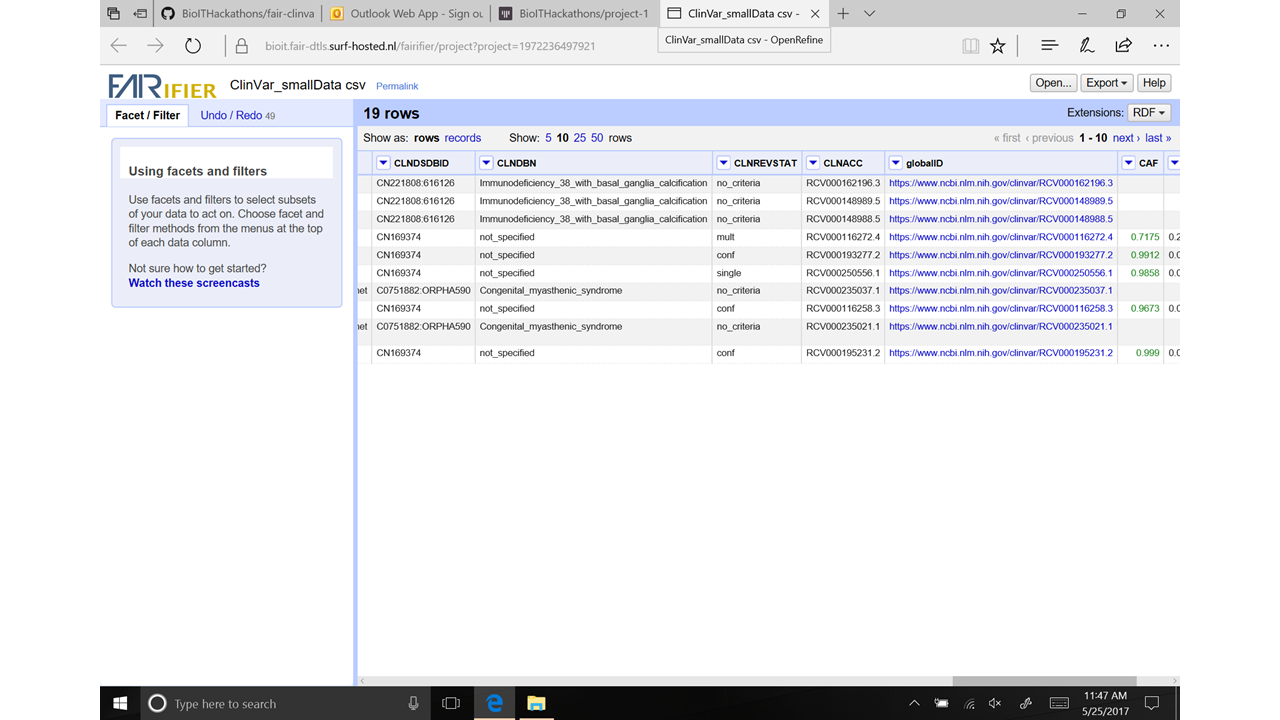 BioITHackathons/fair-clinva
Outlook Web App - Sign ou
BioITHackathons/project-1
ClinVar_smallData csv -
ClinVar_smallData csv - OpenRefine
bioit.fair-dtls.surf-hosted.nl/fairifier/project?project=1972236497921
FAIRIFIER ClinVar_smallData csv Permalink Open... Export Help
Facet / Filter Undo / Redo 49
19 rows Extensions: RDF
Show as: rows records Show: 5 10 25 50 rows « first ‹ previous 1 - 10 next › last »
Using facets and filters
Use facets and filters to select subsets
of your data to act on. Choose facet and
filter methods from the menus at the top
of each data column.
Not sure how to get started?
Watch these screencasts
CLNDSDBID CLNDBN CLNREVSTAT CLNACC globalID CAF
CN221808:616126 Immunodeficiency_38_with_basal_ganglia_calcification no_criteria RCV000162196.3 https://www.ncbi.nlm.nih.gov/clinvar/RCV000162196.3
CN221808:616126 Immunodeficiency_38_with_basal_ganglia_calcification no_criteria RCV000148989.5 https://www.ncbi.nlm.nih.gov/clinvar/RCV000148989.5
CN221808:616126 Immunodeficiency_38_with_basal_ganglia_calcification no_criteria RCV000148988.5 https://www.ncbi.nlm.nih.gov/clinvar/RCV000148988.5
CN169374 not_specified mult RCV000116272.4 https://www.ncbi.nlm.nih.gov/clinvar/RCV000116272.4 0.7175 0.2
CN169374 not_specified conf RCV000193277.2 https://www.ncbi.nlm.nih.gov/clinvar/RCV000193277.2 0.9912 0.0
CN169374 not_specified single RCV000250556.1 https://www.ncbi.nlm.nih.gov/clinvar/RCV000250556.1 0.9858 0.0
net C0751882:ORPHA590 Congenital_myasthenic_syndrome no_criteria RCV000235037.1 https://www.ncbi.nlm.nih.gov/clinvar/RCV000235037.1
CN169374 not_specified conf RCV000116258.3 https://www.ncbi.nlm.nih.gov/clinvar/RCV000116258.3 0.9673 0.0
net C0751882:ORPHA590 Congenital_myasthenic_syndrome no_criteria RCV000235021.1 https://www.ncbi.nlm.nih.gov/clinvar/RCV000235021.1
CN169374 not_specified conf RCV000195231.2 https://www.ncbi.nlm.nih.gov/clinvar/RCV000195231.2 0.999 0.0
Type here to search
11:47 AM
5/25/2017